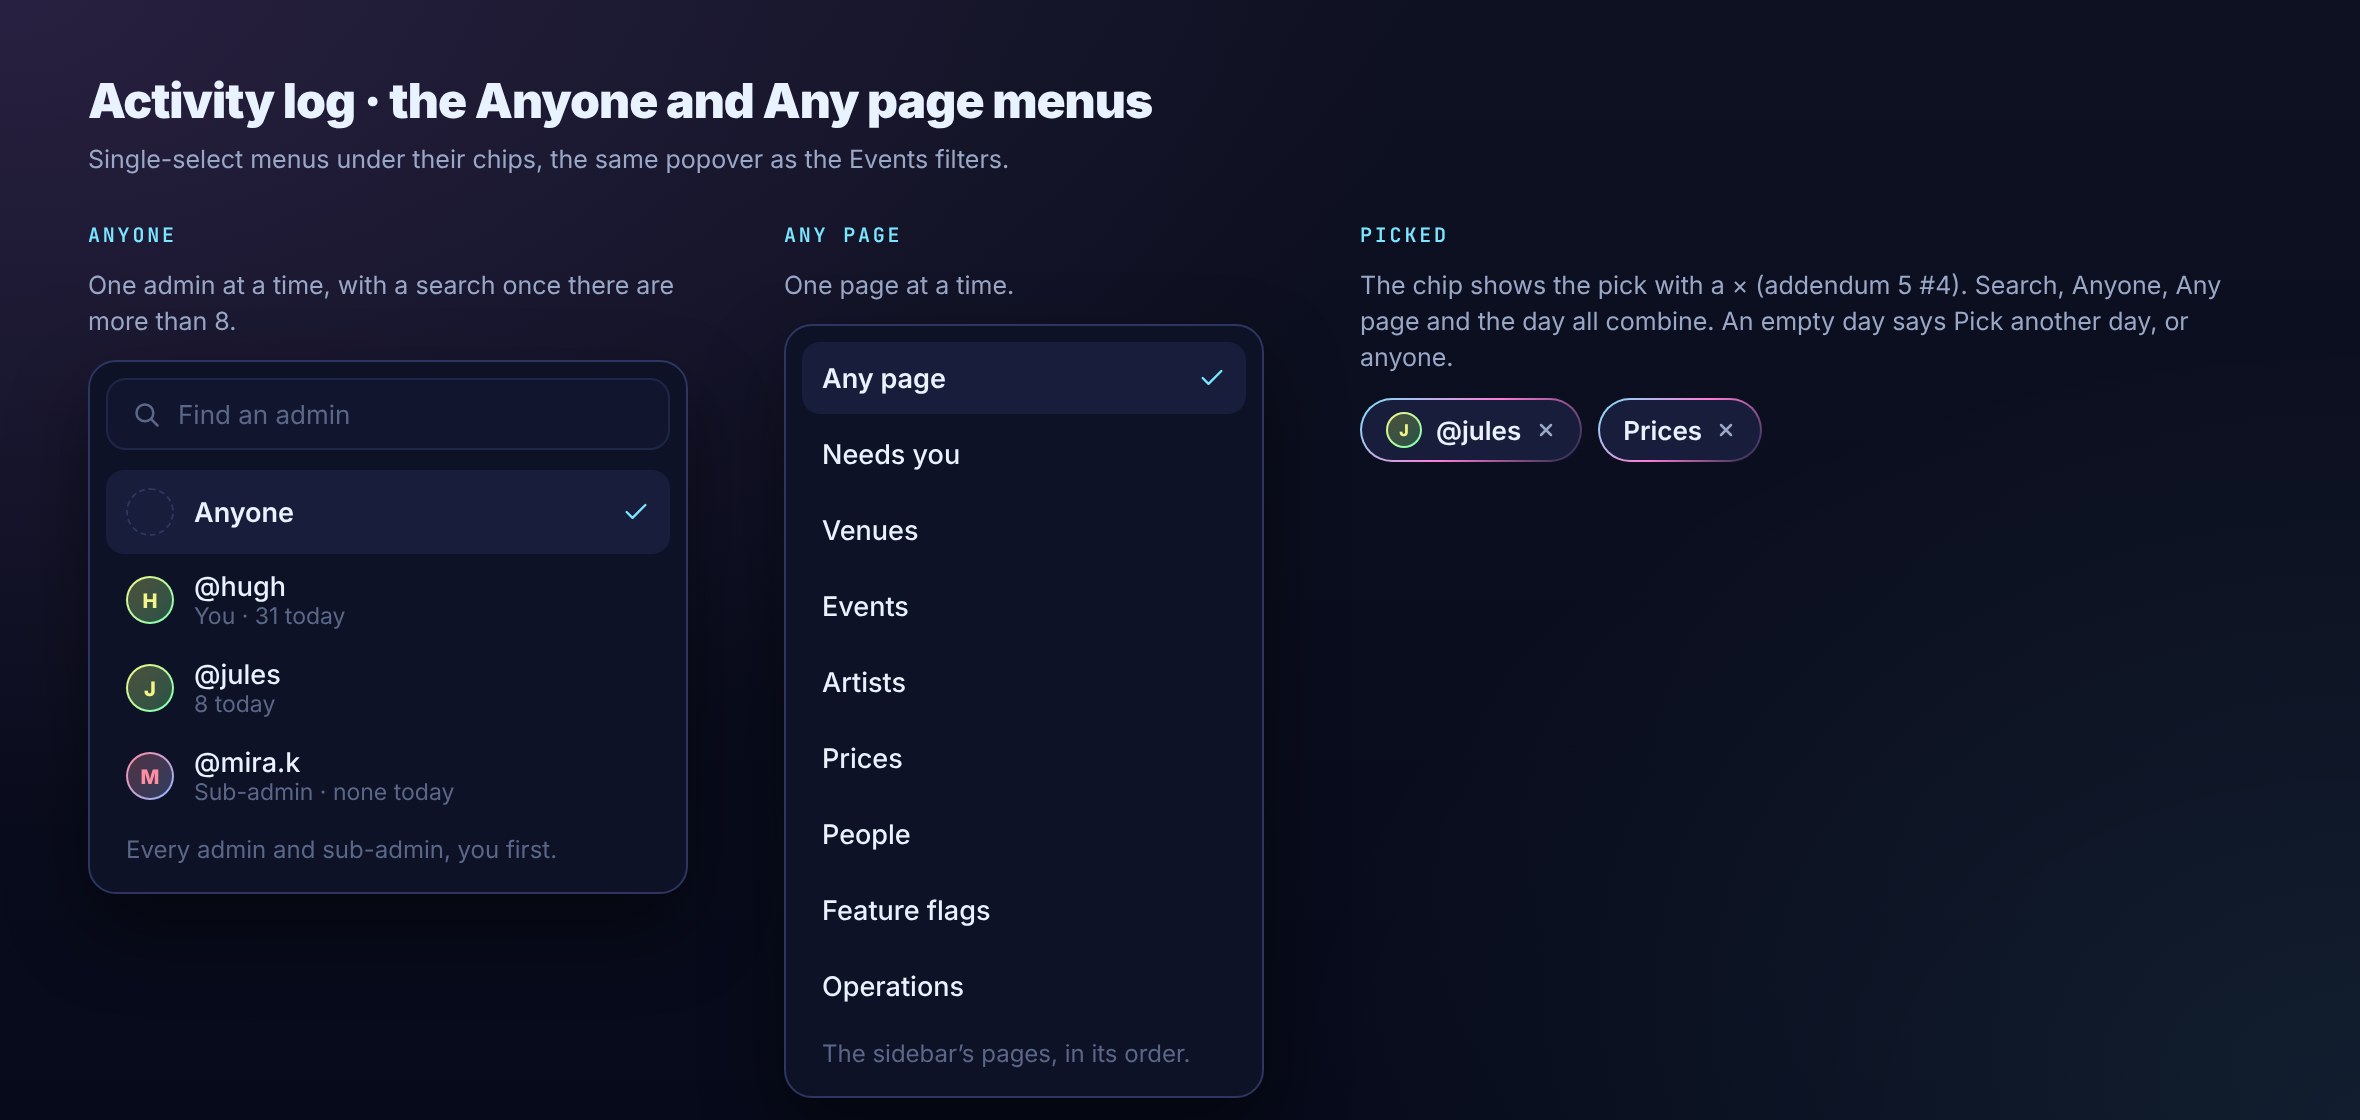 Activity log · the Anyone and Any page menus
Single-select menus under their chips, the same popover as the Events filters.
ANYONE
One admin at a time, with a search once there are
more than 8.
Find an admin
Anyone
H
@hugh
You · 31 today
J
@jules
8 today
M
@mira.k
Sub-admin · none today
Every admin and sub-admin, you first.
ANY PAGE
One page at a time.
Any page
Needs you
Venues
Events
Artists
Prices
People
Feature flags
Operations
The sidebar’s pages, in its order.
PICKED
The chip shows the pick with a × (addendum 5 #4). Search, Anyone, Any
page and the day all combine. An empty day says Pick another day, or
anyone.
J @jules × Prices ×